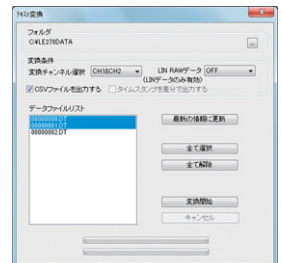 テキスト変換
フォルダ
C:\LE270DATA
...
変換条件
変換チャンネル選択 CH1&CH2 LIN RAWデータ OFF
(LINデータのみ有効)
CSVファイルを出力する タイムスタンプを差分で出力する
データファイルリスト
00000000.DT
00000001.DT
00000002.DT
最新の情報に更新
全て選択
全て解除
変換開始
キャンセル